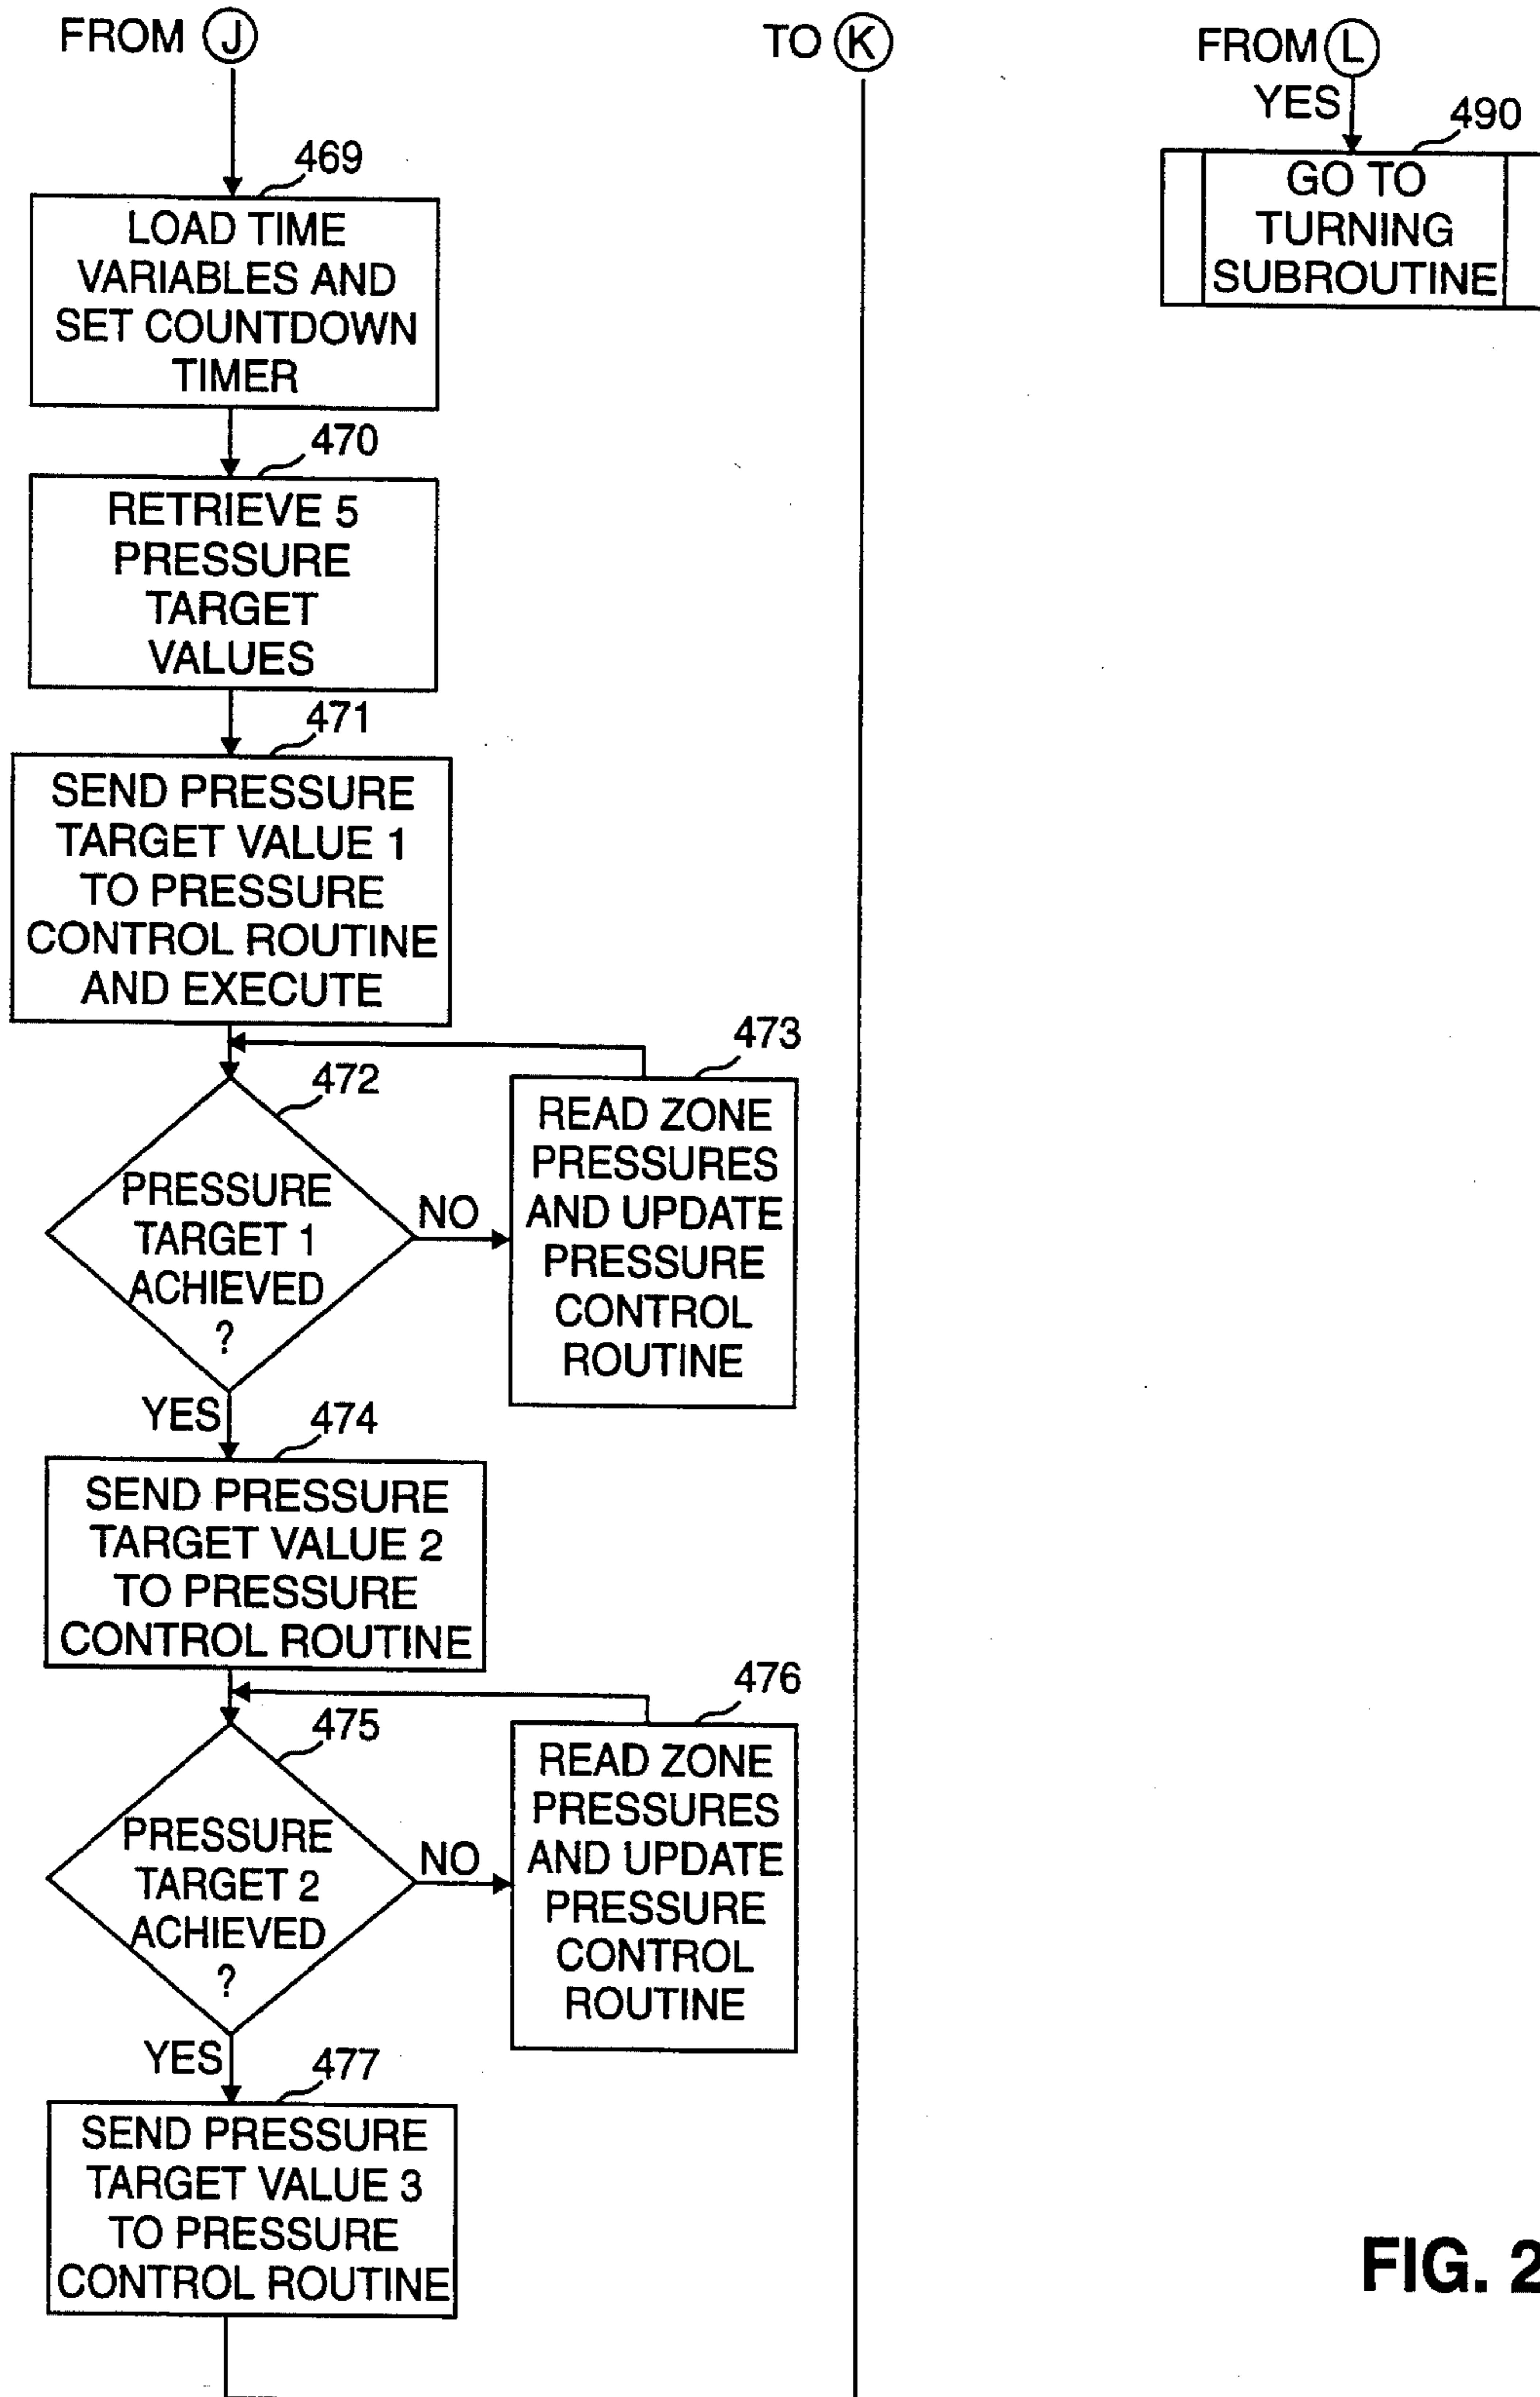 FROM J
469
LOAD TIME
VARIABLES AND
SET COUNTDOWN
TIMER
470
RETRIEVE 5
PRESSURE
TARGET
VALUES
471
SEND PRESSURE
TARGET VALUE 1
TO PRESSURE
CONTROL ROUTINE
AND EXECUTE
472
PRESSURE
TARGET 1
ACHIEVED
?
NO
473
READ ZONE
PRESSURES
AND UPDATE
PRESSURE
CONTROL
ROUTINE
YES
474
SEND PRESSURE
TARGET VALUE 2
TO PRESSURE
CONTROL ROUTINE
475
PRESSURE
TARGET 2
ACHIEVED
?
NO
476
READ ZONE
PRESSURES
AND UPDATE
PRESSURE
CONTROL
ROUTINE
YES
477
SEND PRESSURE
TARGET VALUE 3
TO PRESSURE
CONTROL ROUTINE
TO K
FROM L
YES
490
GO TO
TURNING
SUBROUTINE
FIG. 2